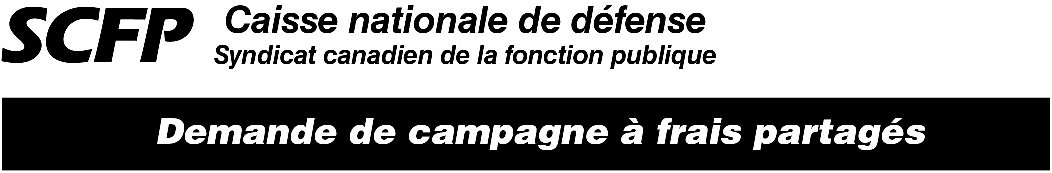 SCFP Caisse nationale de défense
Syndicat canadien de la fonction publique
Demande de campagne à frais partagés